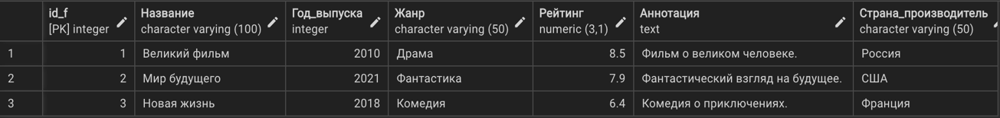 id_f Название Год_выпуска Жанр Рейтинг Аннотация Страна_производитель
[PK] integer character varying (100) integer character varying (50) numeric (3,1) text character varying (50)
1 1 Великий фильм 2010 Драма 8.5 Фильм о великом человеке. Россия
2 2 Мир будущего 2021 Фантастика 7.9 Фантастический взгляд на будущее. США
3 3 Новая жизнь 2018 Комедия 6.4 Комедия о приключениях. Франция